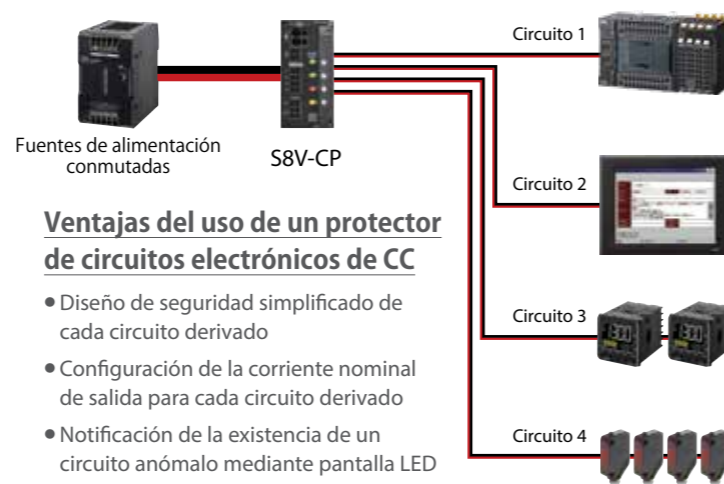 Circuito 1
Fuentes de alimentación
conmutadas
S8V-CP
Circuito 2
Ventajas del uso de un protector
de circuitos electrónicos de CC
• Diseño de seguridad simplificado de
cada circuito derivado
• Configuración de la corriente nominal
de salida para cada circuito derivado
• Notificación de la existencia de un
circuito anómalo mediante pantalla LED
Circuito 3
Circuito 4